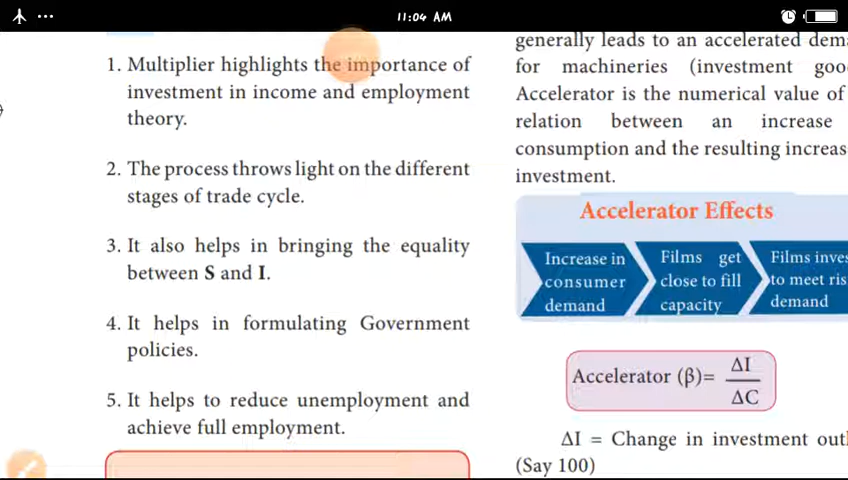 11:04 AM
1. Multiplier highlights the importance of
investment in income and employment
theory.
2. The process throws light on the different
stages of trade cycle.
3. It also helps in bringing the equality
between S and I.
4. It helps in formulating Government
policies.
5. It helps to reduce unemployment and
achieve full employment.
generally leads to an accelerated dema
for machineries (investment goo
Accelerator is the numerical value of
relation between an increase
consumption and the resulting increas
investment.
Accelerator Effects
Increase in
consumer
demand
Films get
close to fill
capacity
Films inves
to meet ris
demand
Accelerator (β)= ΔI
ΔC
ΔI = Change in investment outl
(Say 100)